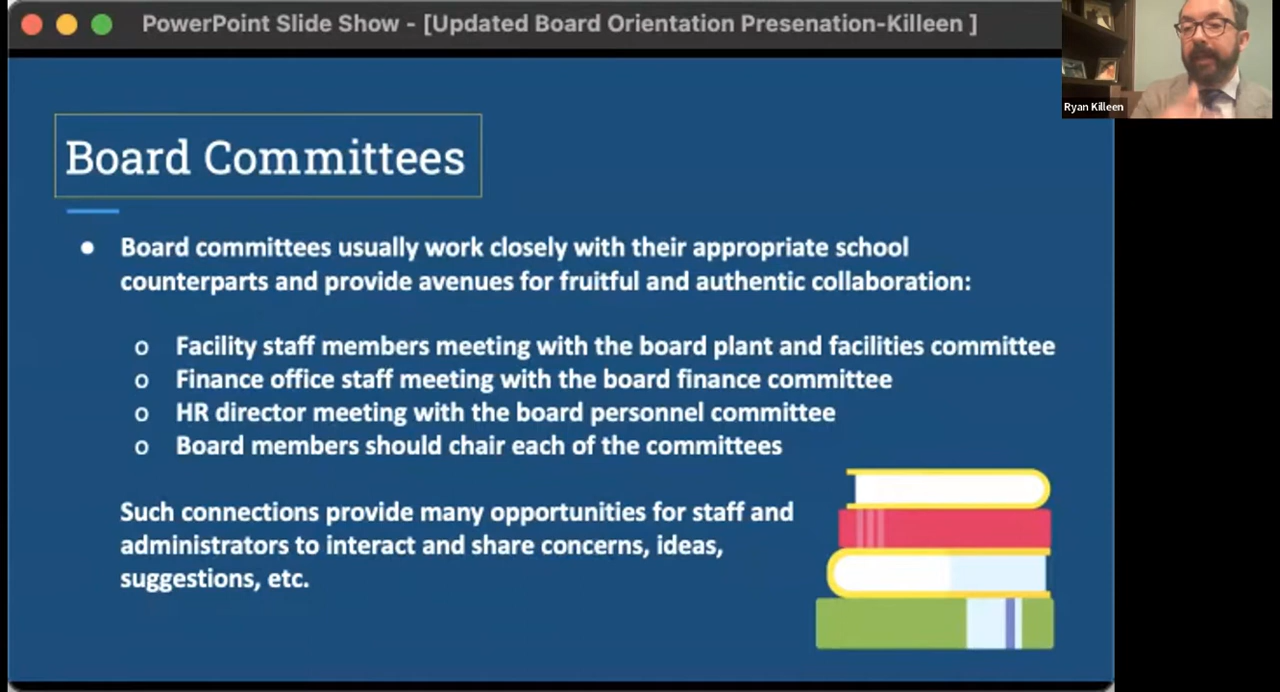 PowerPoint Slide Show - [Updated Board Orientation Presenation-Killeen ]
Ryan Killeen
Board Committees
● Board committees usually work closely with their appropriate school
counterparts and provide avenues for fruitful and authentic collaboration:
o Facility staff members meeting with the board plant and facilities committee
o Finance office staff meeting with the board finance committee
o HR director meeting with the board personnel committee
o Board members should chair each of the committees
Such connections provide many opportunities for staff and
administrators to interact and share concerns, ideas,
suggestions, etc.